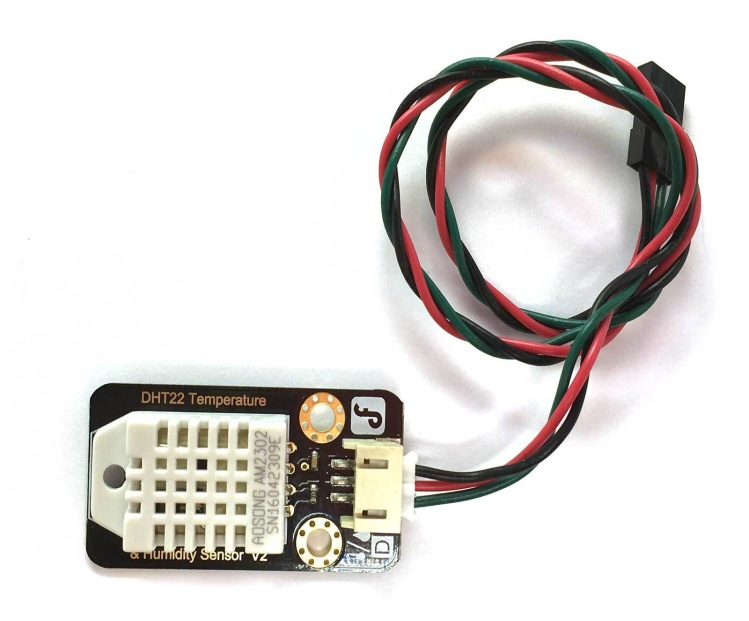 DHT22 Temperature
AOSONG AM2302
SN16042309E
& Humidity Sensor V2
D